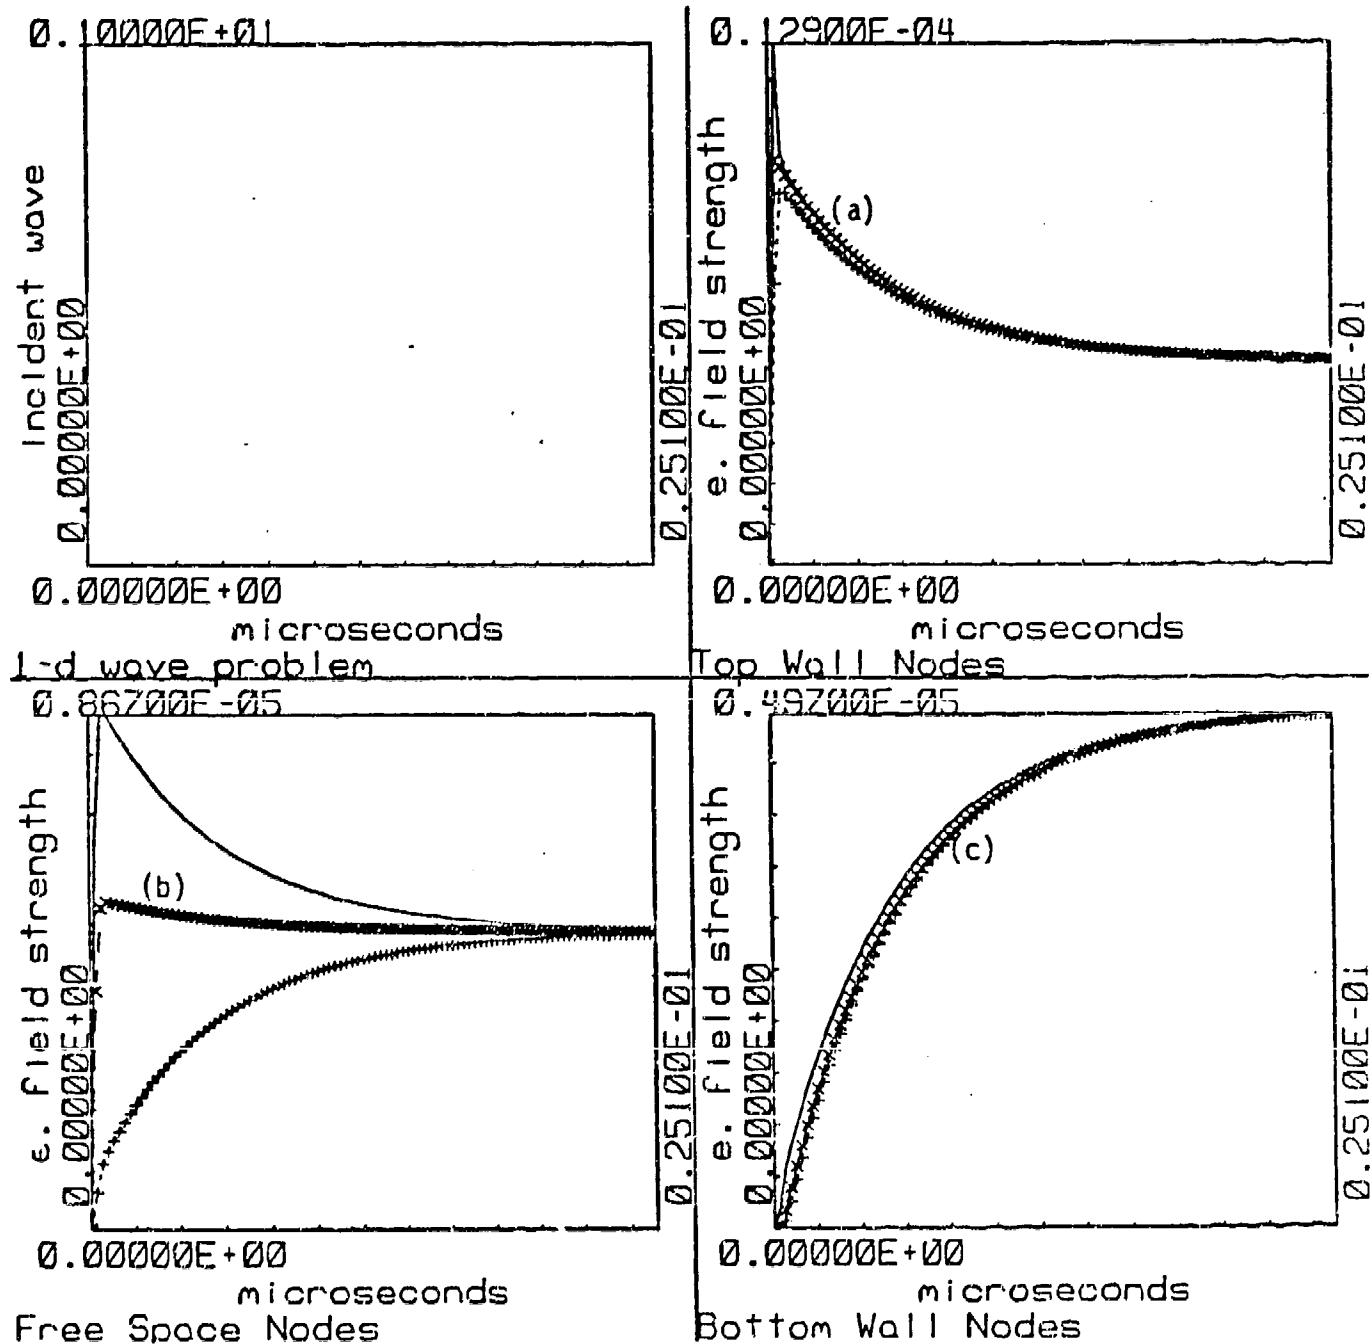 0.10000E+01
Incident wave
0.00000E+00
0.25100E-01
0.00000E+00
microseconds
1-d wave problem
0.12900E-04
e. field strength
0.00000E+00
(a)
0.25100E-01
0.00000E+00
microseconds
Top Wall Nodes
0.86700E-05
e. field strength
0.00000E+00
(b)
0.25100E-01
0.00000E+00
microseconds
Free Space Nodes
0.49700E-05
e. field strength
0.00000E+00
(c)
0.25100E-01
0.00000E+00
microseconds
Bottom Wall Nodes